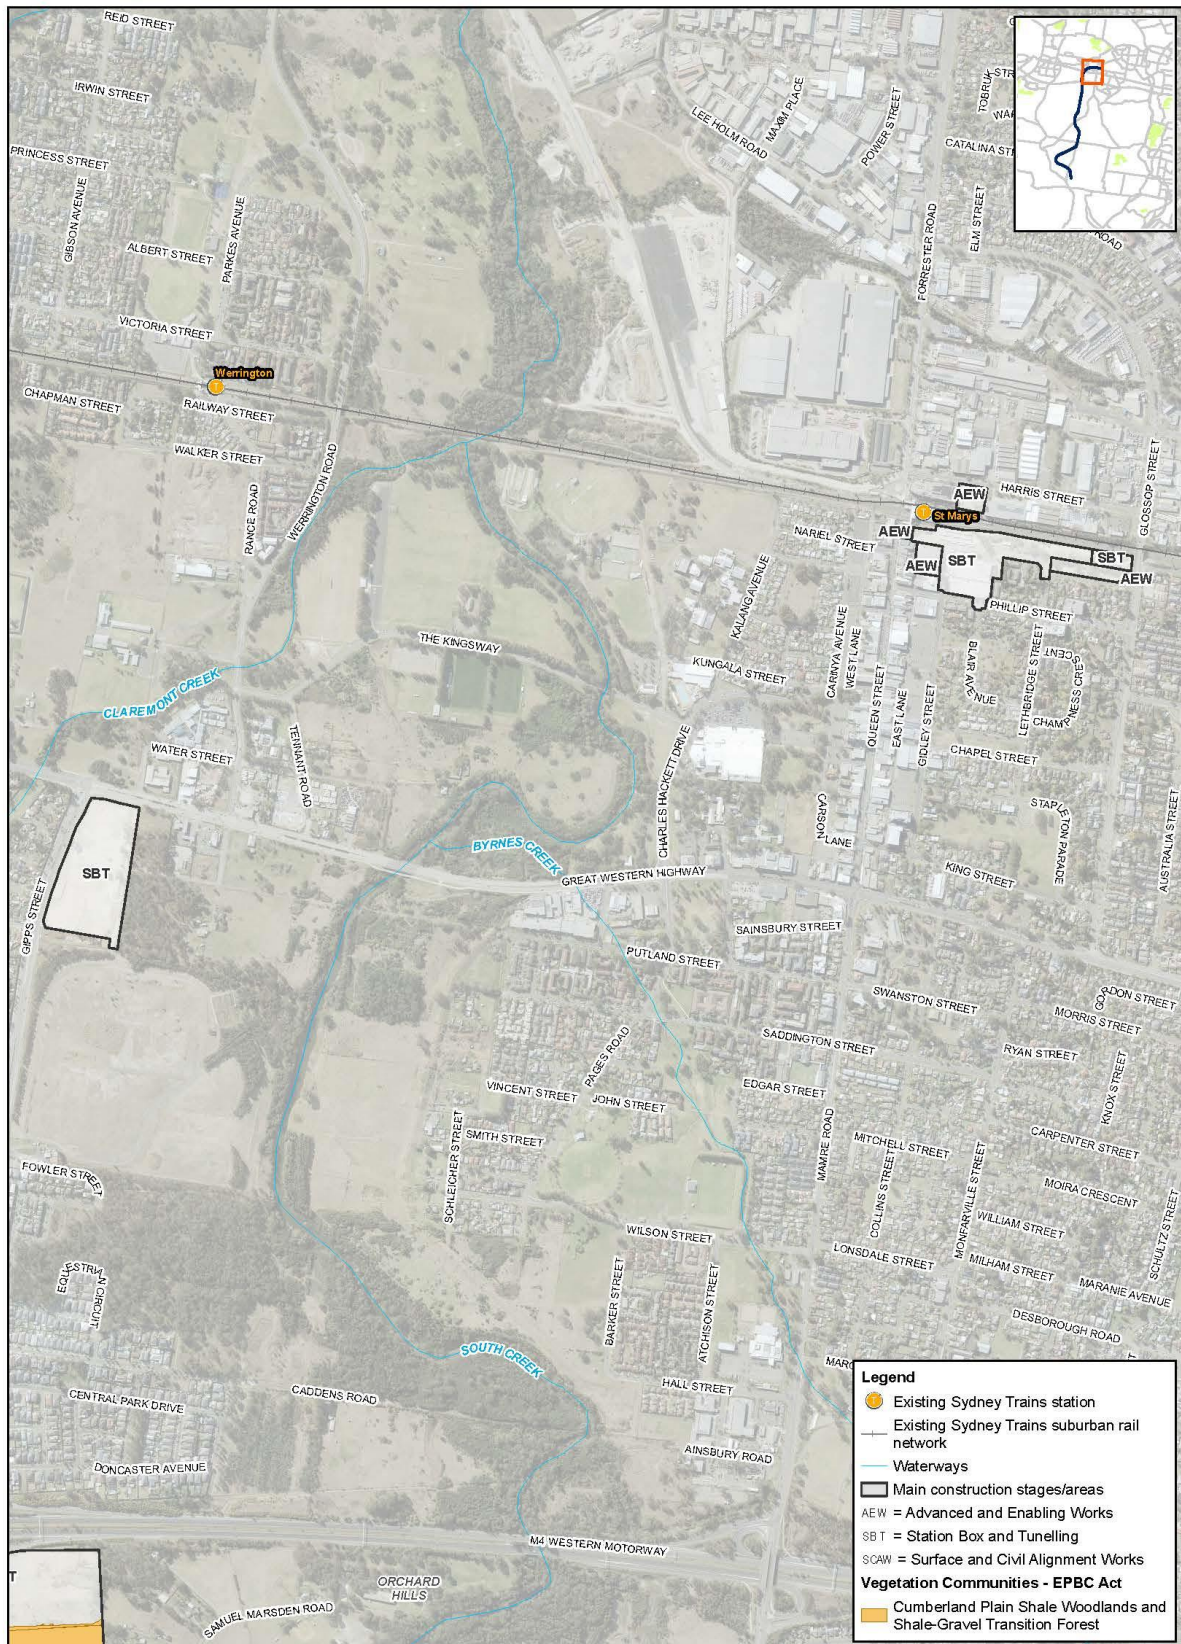 REID STREET
IRWIN STREET
PRINCESS STREET
GIBSON AVENUE
ALBERT STREET
PARKES AVENUE
VICTORIA STREET
Werrington
CHAPMAN STREET
RAILWAY STREET
WALKER STREET
RANCE ROAD
WERRINGTON ROAD
LEE HOLM ROAD
MAXIM PLACE
POWER STREET
TOBRUK
CATALINA
ELM STREET
FORRESTER ROAD
ROAD
GLOSSOP STREET
HARRIS STREET
AEW
St Marys
AEW
NARIEL STREET
AEW
SBT
SBT
AEW
PHILLIP STREET
KALANG AVENUE
THE KINGSWAY
KUNGALA STREET
CARINYA AVENUE
WEST LANE
QUEEN STREET
EAST LANE
GIDLEY STREET
BLAIR AVENUE
LETHBRIDGE STREET
CHAMPNESS CRESCENT
CHAPEL STREET
CLAREMONT CREEK
WATER STREET
TENNANT ROAD
CHARLES HACKETT DRIVE
CARSON LANE
STAPLETON PARADE
AUSTRALIA STREET
KING STREET
BYRNES CREEK
GREAT WESTERN HIGHWAY
SBT
GIPPS STREET
SAINSBURY STREET
PUTLAND STREET
SWANSTON STREET
GORDON STREET
MORRIS STREET
SADDINGTON STREET
RYAN STREET
PAGES ROAD
VINCENT STREET
JOHN STREET
EDGAR STREET
KNOX STREET
SMITH STREET
SCHLEICHER STREET
MAMRE ROAD
MITCHELL STREET
CARPENTER STREET
COLLINS STREET
MONFARVILLE STREET
MOIRA CRESCENT
WILLIAM STREET
SCHULTZ STREET
FOWLER STREET
WILSON STREET
LONSDALE STREET
MILHAM STREET
MARANIE AVENUE
EQUESTRIAN CIRCUIT
BARKER STREET
ATCHISON STREET
DESBOROUGH ROAD
SOUTH CREEK
HALL STREET
CADDENS ROAD
CENTRAL PARK DRIVE
AINSBURY ROAD
DONCASTER AVENUE
M4 WESTERN MOTORWAY
T
ORCHARD
HILLS
SAMUEL MARSDEN ROAD
Legend
Existing Sydney Trains station
Existing Sydney Trains suburban rail
network
Waterways
Main construction stages/areas
AEW = Advanced and Enabling Works
SBT = Station Box and Tunelling
SCAW = Surface and Civil Alignment Works
Vegetation Communities - EPBC Act
Cumberland Plain Shale Woodlands and
Shale-Gravel Transition Forest